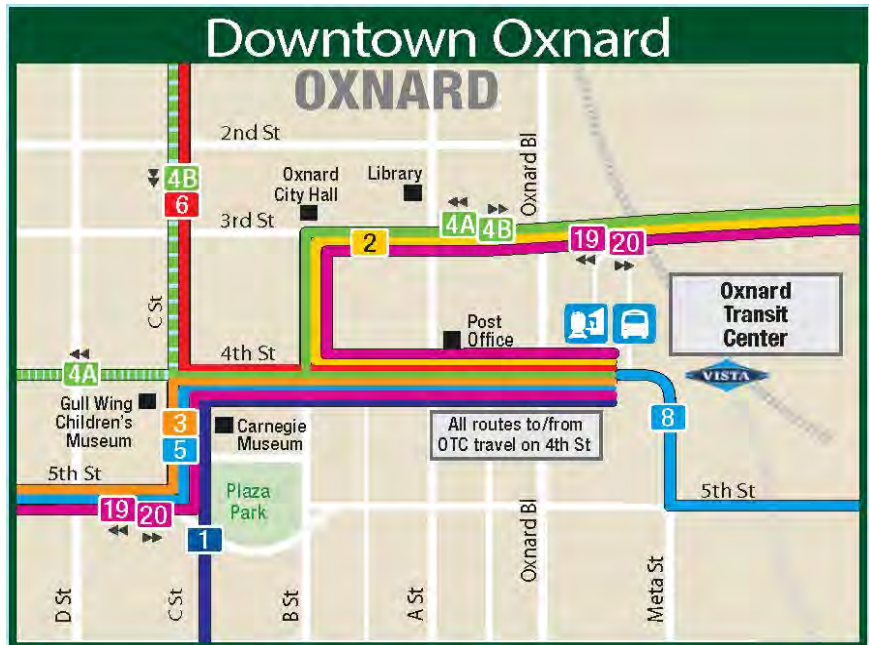 Downtown Oxnard
OXNARD
2nd St
Oxnard Bl
Oxnard
City Hall
Library
4B
6
3rd St
4A
4B
2
19
20
C St
Oxnard
Transit
Center
Post
Office
4th St
4A
VISTA
Gull Wing
Children's
Museum
3
5
Carnegie
Museum
All routes to/from
OTC travel on 4th St
8
5th St
Plaza
Park
5th St
19
20
1
D St
C St
B St
A St
Oxnard Bl
Meta St